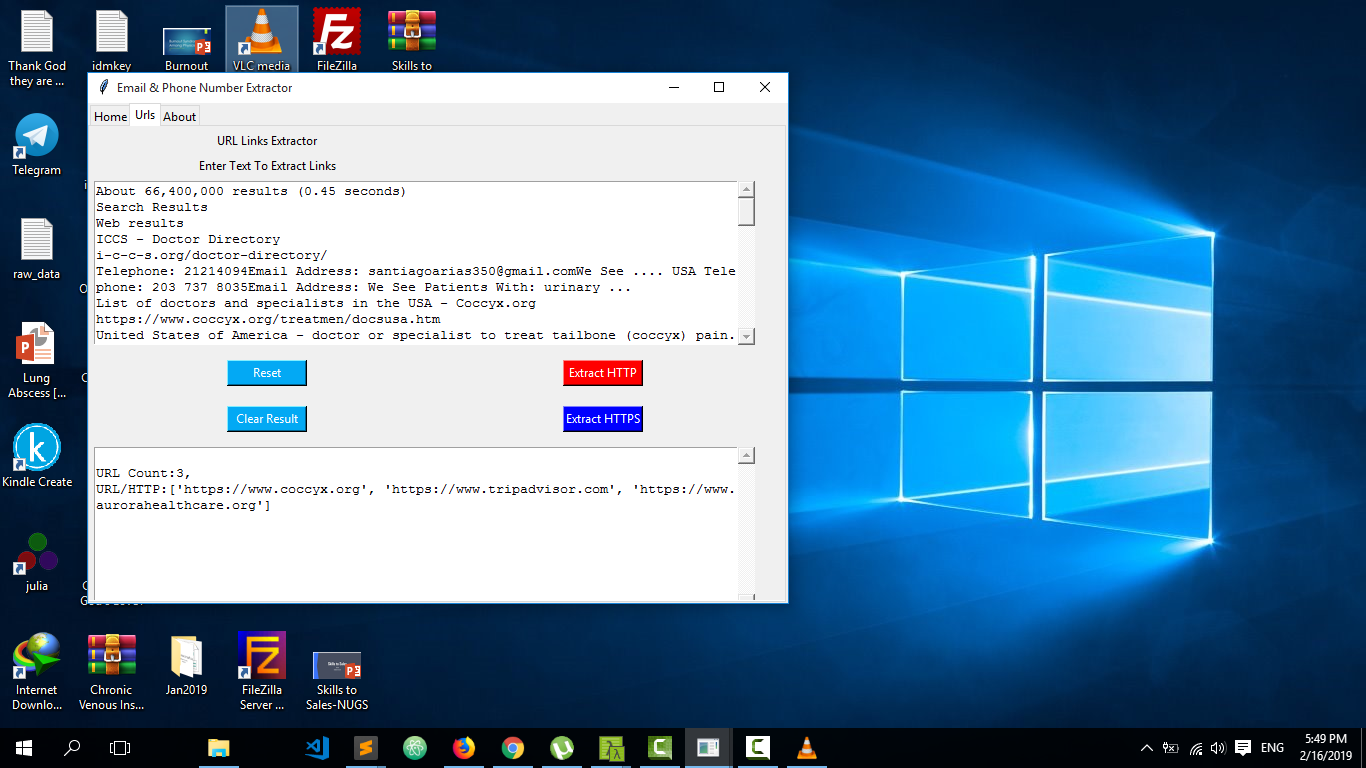 Thank God
they are ...
idmkey
Burnout
VLC media
FileZilla
Skills to
Email & Phone Number Extractor
Home
Urls
About
URL Links Extractor
Enter Text To Extract Links
About 66,400,000 results (0.45 seconds)
Search Results
Web results
ICCS - Doctor Directory
i-c-c-s.org/doctor-directory/
Telephone: 21214094Email Address: santiagoarias350@gmail.comWe See .... USA Tele
phone: 203 737 8035Email Address: We See Patients With: urinary ...
List of doctors and specialists in the USA - Coccyx.org
https://www.coccyx.org/treatmen/docsusa.htm
United States of America - doctor or specialist to treat tailbone (coccyx) pain.
Reset
Extract HTTP
Clear Result
Extract HTTPS
URL Count:3,
URL/HTTP:['https://www.coccyx.org', 'https://www.tripadvisor.com', 'https://www.
aurorahealthcare.org']
Telegram
raw_data
Lung
Abscess [...
Kindle Create
julia
Internet
Downlo...
Chronic
Venous Ins...
Jan2019
FileZilla
Server ...
Skills to
Sales-NUGS
ENG
5:49 PM
2/16/2019